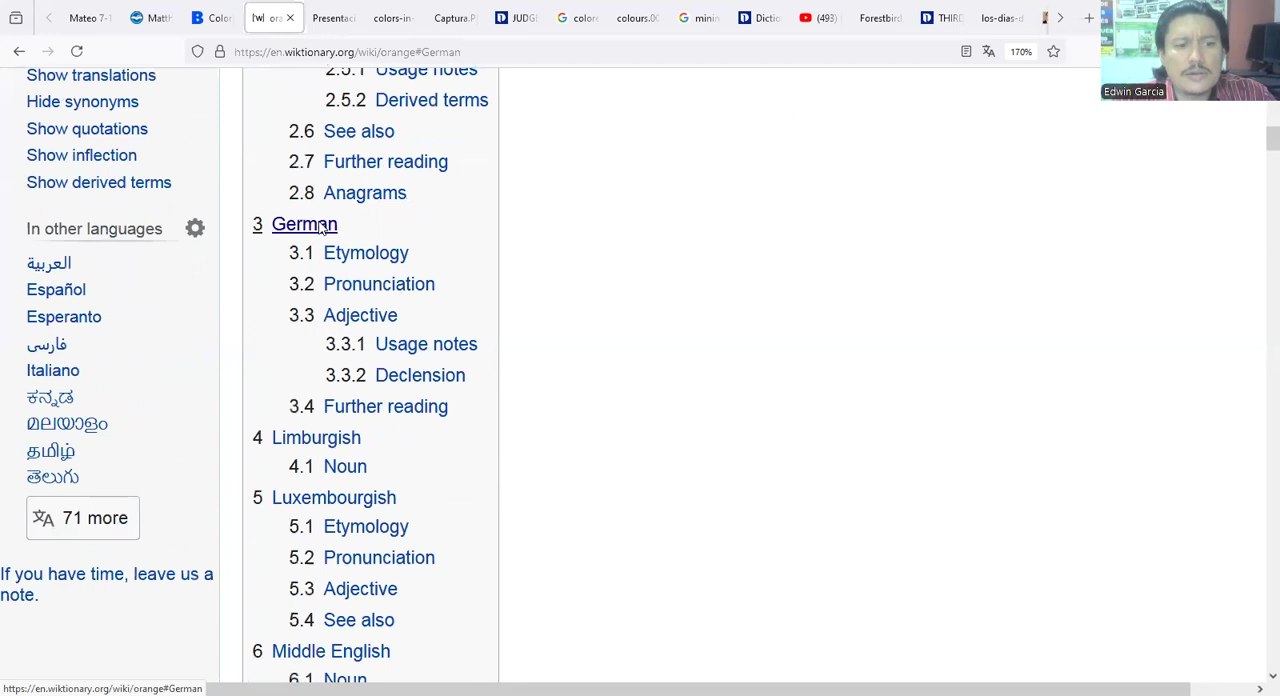 Mateo 7-1
Matth
Color
ora
Presentaci
colors-in-
Captura.P
JUDG
colore
colours.00
minin
Dictio
(493)
Forestbird
THIRD
los-dias-d
https://en.wiktionary.org/wiki/orange#German
170%
Edwin Garcia
Show translations
Hide synonyms
Show quotations
Show inflection
Show derived terms
In other languages
العربية
Español
Esperanto
فارسی
Italiano
ಕನ್ನಡ
മലയാളം
தமிழ்
తెలుగు
71 more
If you have time, leave us a
note.
2.5.1 Usage notes
2.5.2 Derived terms
2.6 See also
2.7 Further reading
2.8 Anagrams
3 German
3.1 Etymology
3.2 Pronunciation
3.3 Adjective
3.3.1 Usage notes
3.3.2 Declension
3.4 Further reading
4 Limburgish
4.1 Noun
5 Luxembourgish
5.1 Etymology
5.2 Pronunciation
5.3 Adjective
5.4 See also
6 Middle English
6.1 Noun
https://en.wiktionary.org/wiki/orange#German